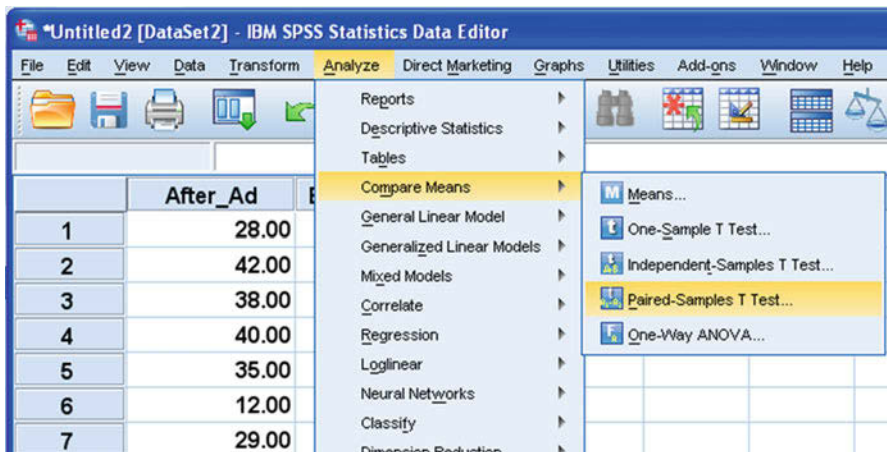 *Untitled2 [DataSet2] - IBM SPSS Statistics Data Editor
File Edit View Data Transform Analyze Direct Marketing Graphs Utilities Add-ons Window Help
Reports
Descriptive Statistics
Tables
Compare Means
General Linear Model
Generalized Linear Models
Mixed Models
Correlate
Regression
Loglinear
Neural Networks
Classify
Dimension Reduction
M Means...
t One-Sample T Test...
Independent-Samples T Test...
Paired-Samples T Test...
One-Way ANOVA...
After_Ad
1 28.00
2 42.00
3 38.00
4 40.00
5 35.00
6 12.00
7 29.00